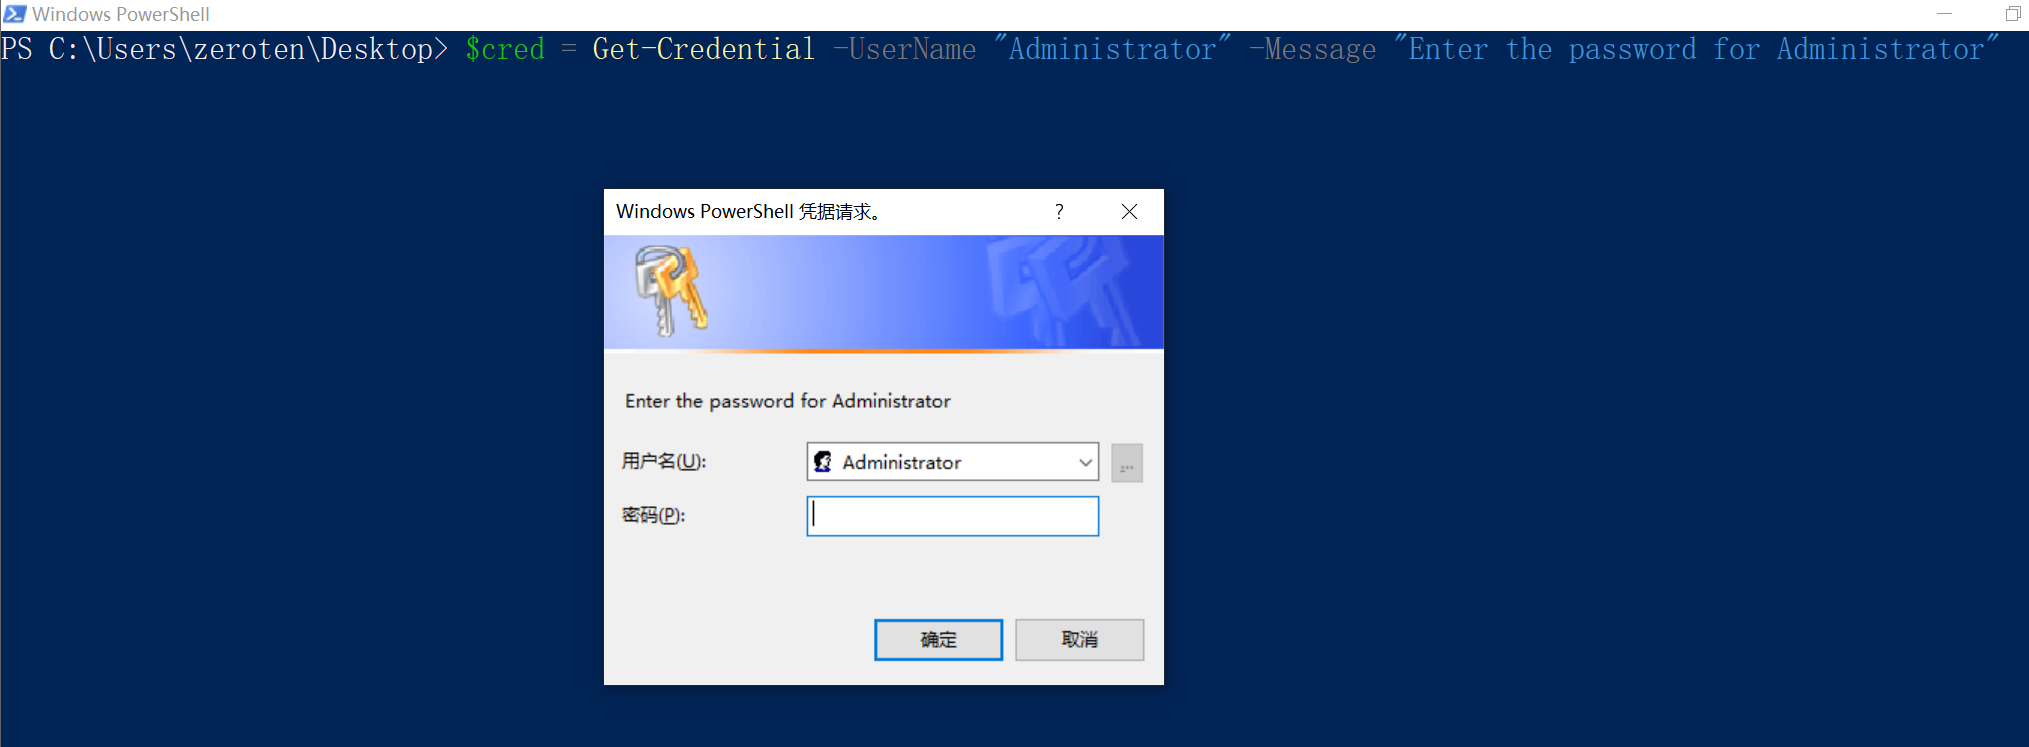 Windows PowerShell
PS C:\Users\zeroten\Desktop> $cred = Get-Credential -UserName "Administrator" -Message "Enter the password for Administrator"
Windows PowerShell 凭据请求。
Enter the password for Administrator
用户名(U): Administrator ...
密码(P):
确定 取消